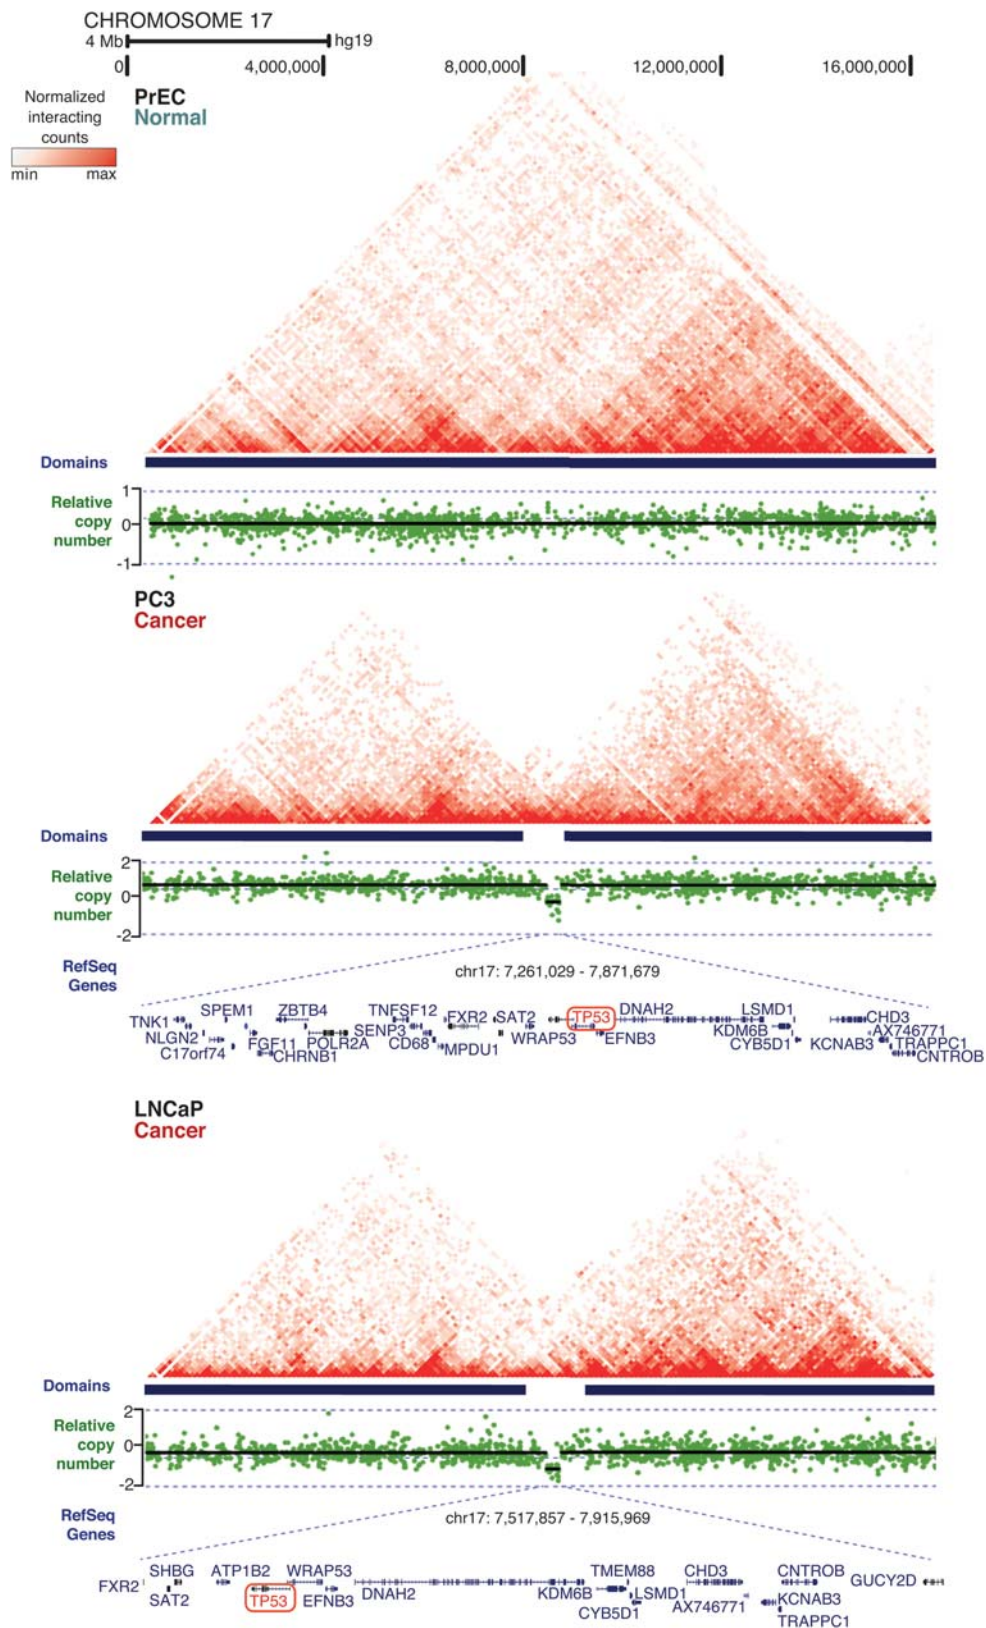 CHROMOSOME 17
4 Mb hg19
0 4,000,000 8,000,000 12,000,000 16,000,000
Normalized
interacting
counts
min max
PrEC
Normal
Domains
Relative
copy
number
1
0
-1
PC3
Cancer
Domains
Relative
copy
number
2
0
-2
RefSeq
Genes
chr17: 7,261,029 - 7,871,679
SPEM1 ZBTB4 TNFSF12 FXR2 SAT2 TP53 DNAH2 LSMD1 CHD3
TNK1 NLGN2 FGF11 POLR2A SENP3 CD68 WRAP53 EFNB3 KDM6B AX746771
C17orf74 CHRNB1 MPDU1 CYB5D1 KCNAB3 TRAPPC1
CNTROB
LNCaP
Cancer
Domains
Relative
copy
number
2
0
-2
RefSeq
Genes
chr17: 7,517,857 - 7,915,969
SHBG ATP1B2 WRAP53 TMEM88 CHD3 CNTROB
FXR2 DNAH2 KDM6B LSMD1 GUCY2D
SAT2 TP53 EFNB3 CYB5D1 AX746771 KCNAB3
TRAPPC1